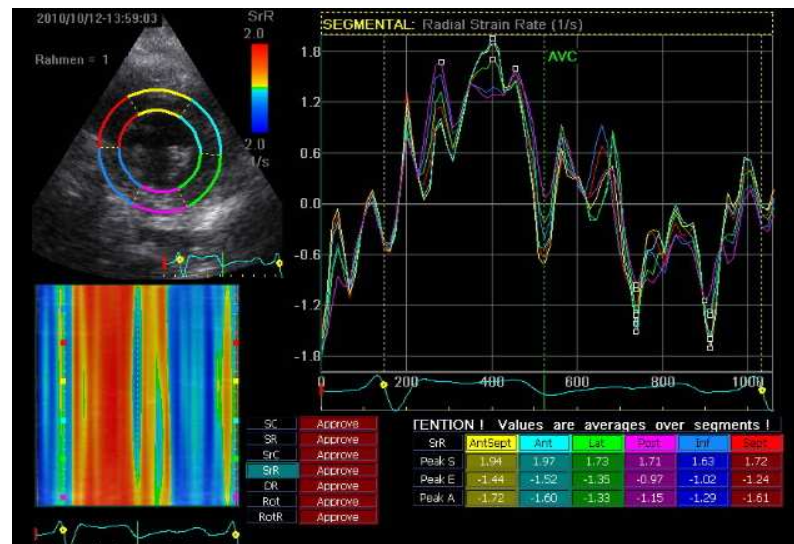 2010/10/12-13:59:03
SrR
2.0
Rahmen = 1
2.0
1/s
SEGMENTAL: Radial Strain Rate (1/s)
AVC
1.8
1.2
0.6
0.0
-0.6
-1.2
-1.8
0 200 400 600 800 1000
SC Approve
SR Approve
SrC Approve
SrR Approve
DR Approve
Rot Approve
RotR Approve
TENTION ! Values are averages over segments !
SrR AntSept Ant Lat Post Inf Sept
Peak S 1.94 1.97 1.73 1.71 1.63 1.72
Peak E -1.44 -1.52 -1.35 -0.97 -1.02 -1.24
Peak A -1.72 -1.60 -1.33 -1.15 -1.29 -1.61